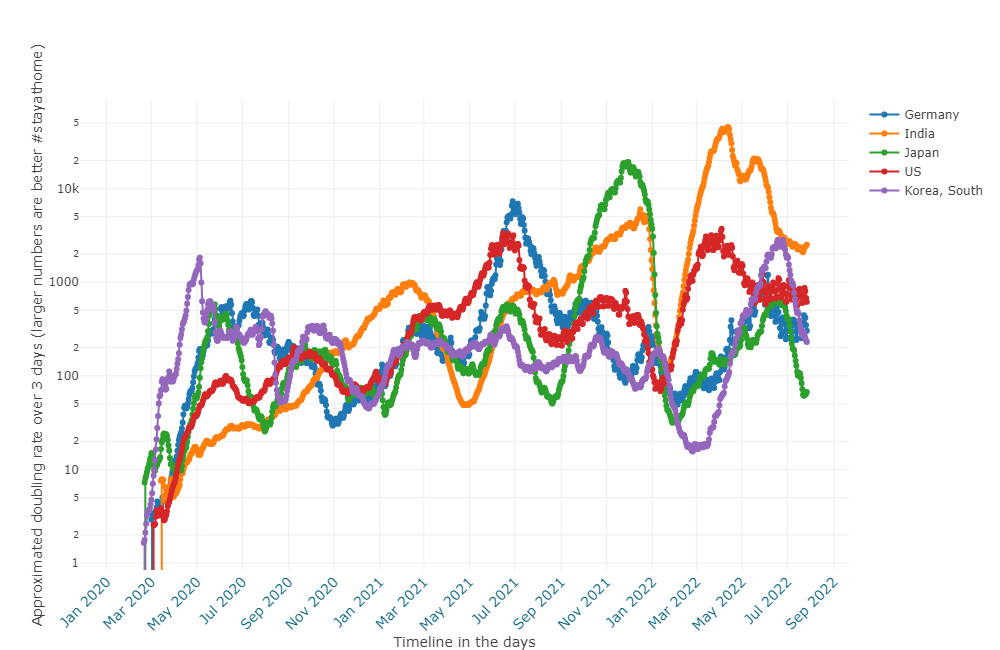 Approximated doubling rate over 3 days (larger numbers are better #stayathome)
5
2
10k
5
2
1000
5
2
100
5
2
10
5
2
1
Jan 2020
Mar 2020
May 2020
Jul 2020
Sep 2020
Nov 2020
Jan 2021
Mar 2021
May 2021
Jul 2021
Sep 2021
Nov 2021
Jan 2022
Mar 2022
May 2022
Jul 2022
Sep 2022
Timeline in the days
Germany
India
Japan
US
Korea, South